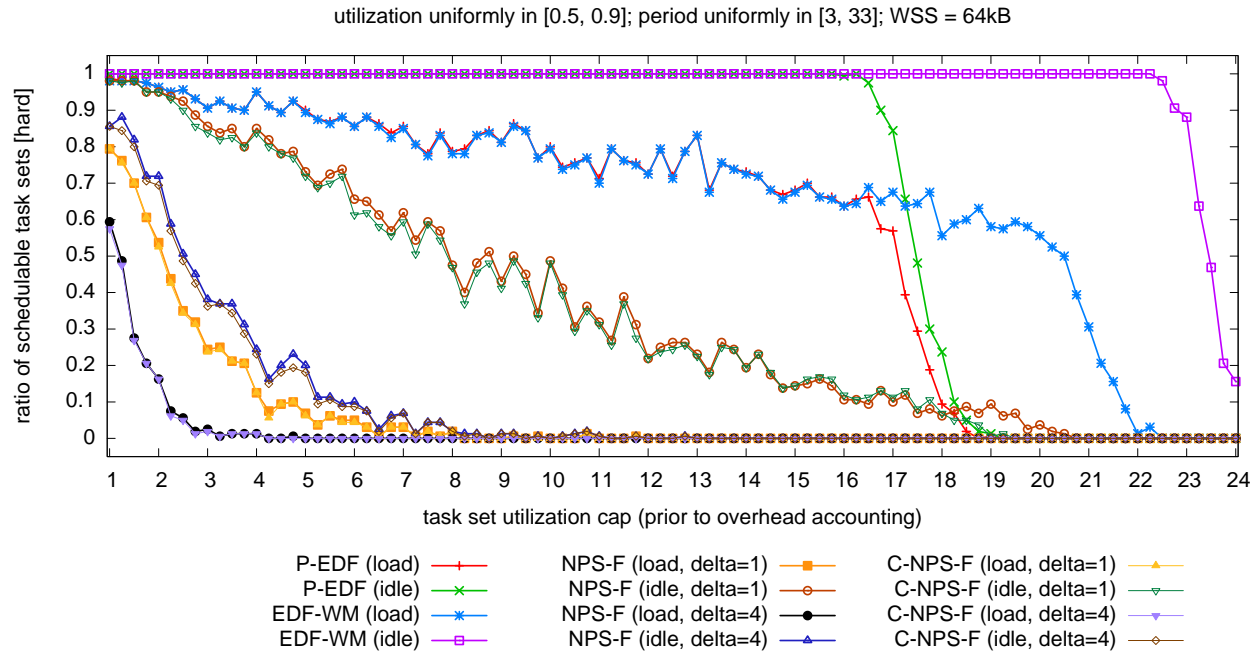 utilization uniformly in [0.5, 0.9]; period uniformly in [3, 33]; WSS = 64kB
ratio of schedulable task sets [hard]
1
0.9
0.8
0.7
0.6
0.5
0.4
0.3
0.2
0.1
0
1 2 3 4 5 6 7 8 9 10 11 12 13 14 15 16 17 18 19 20 21 22 23 24
task set utilization cap (prior to overhead accounting)
P-EDF (load) NPS-F (load, delta=1) C-NPS-F (load, delta=1)
P-EDF (idle) NPS-F (idle, delta=1) C-NPS-F (idle, delta=1)
EDF-WM (load) NPS-F (load, delta=4) C-NPS-F (load, delta=4)
EDF-WM (idle) NPS-F (idle, delta=4) C-NPS-F (idle, delta=4)